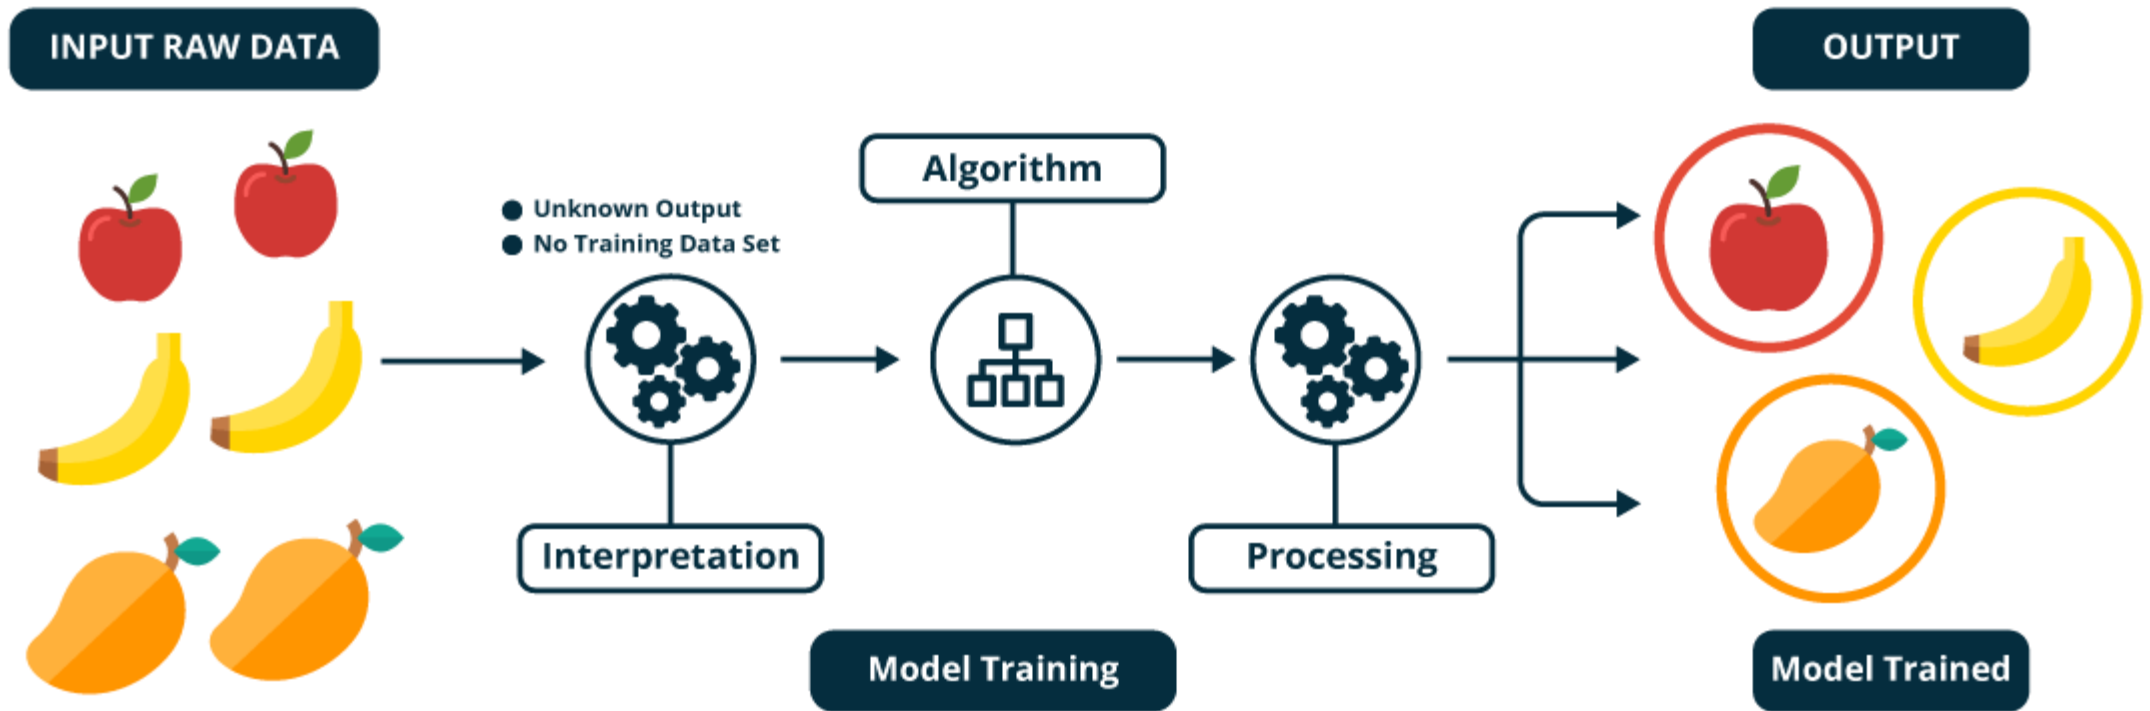 INPUT RAW DATA
OUTPUT
Algorithm
Unknown Output
No Training Data Set
Interpretation
Processing
Model Training
Model Trained